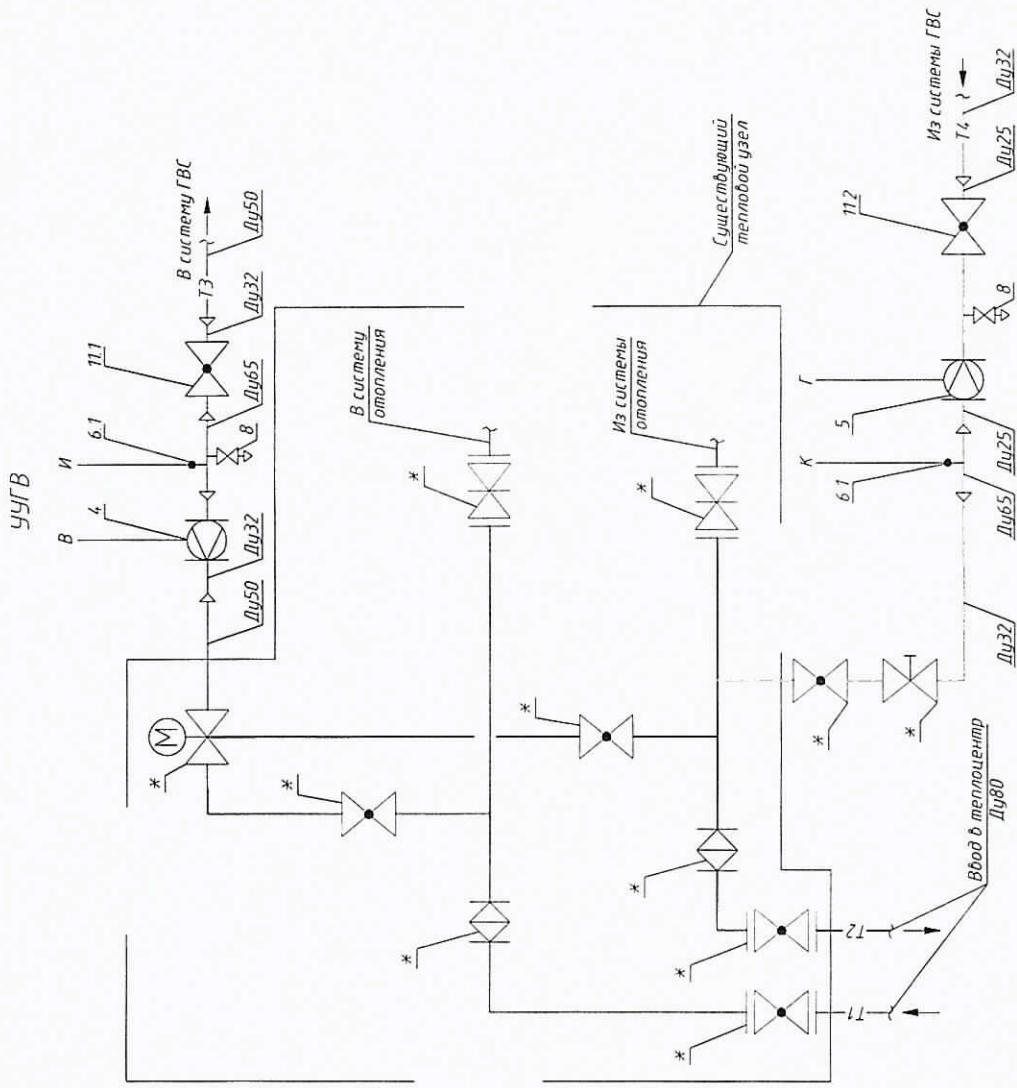 УУГВ
В
4
И
6.1
11.1
В систему ГВС
Т3
Ду50
Ду32
Ду65
8
Ду32
Ду50
М
*
*
*
В систему
отопления
*
*
Из системы
отопления
*
Существующий
тепловой узел
*
*
*
Т1
Т2
Ввод в теплоцентр
Ду80
*
*
Ду32
К
6.1
Ду65
Ду25
Г
5
8
11.2
Из системы ГВС
Т4
Ду25
Ду32